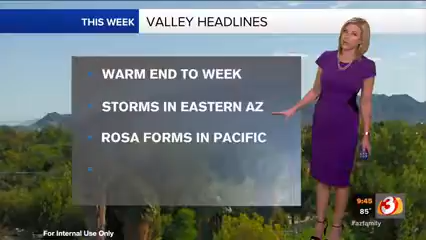 THIS WEEK
VALLEY HEADLINES
WARM END TO WEEK
STORMS IN EASTERN AZ
ROSA FORMS IN PACIFIC
9:45
85°
3
#azfamily
For Internal Use Only